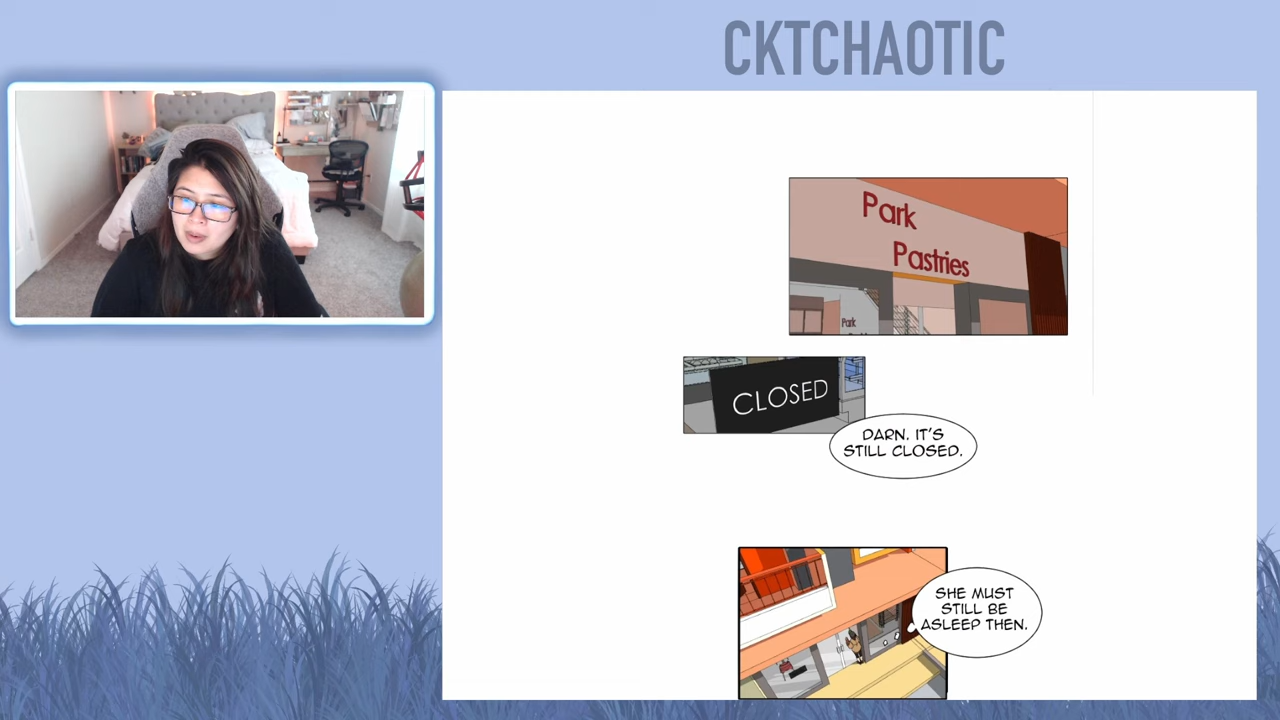 CKTCHAOTIC
Park
Pastries
Park
CLOSED
DARN. IT'S
STILL CLOSED.
SHE MUST
STILL BE
ASLEEP THEN.